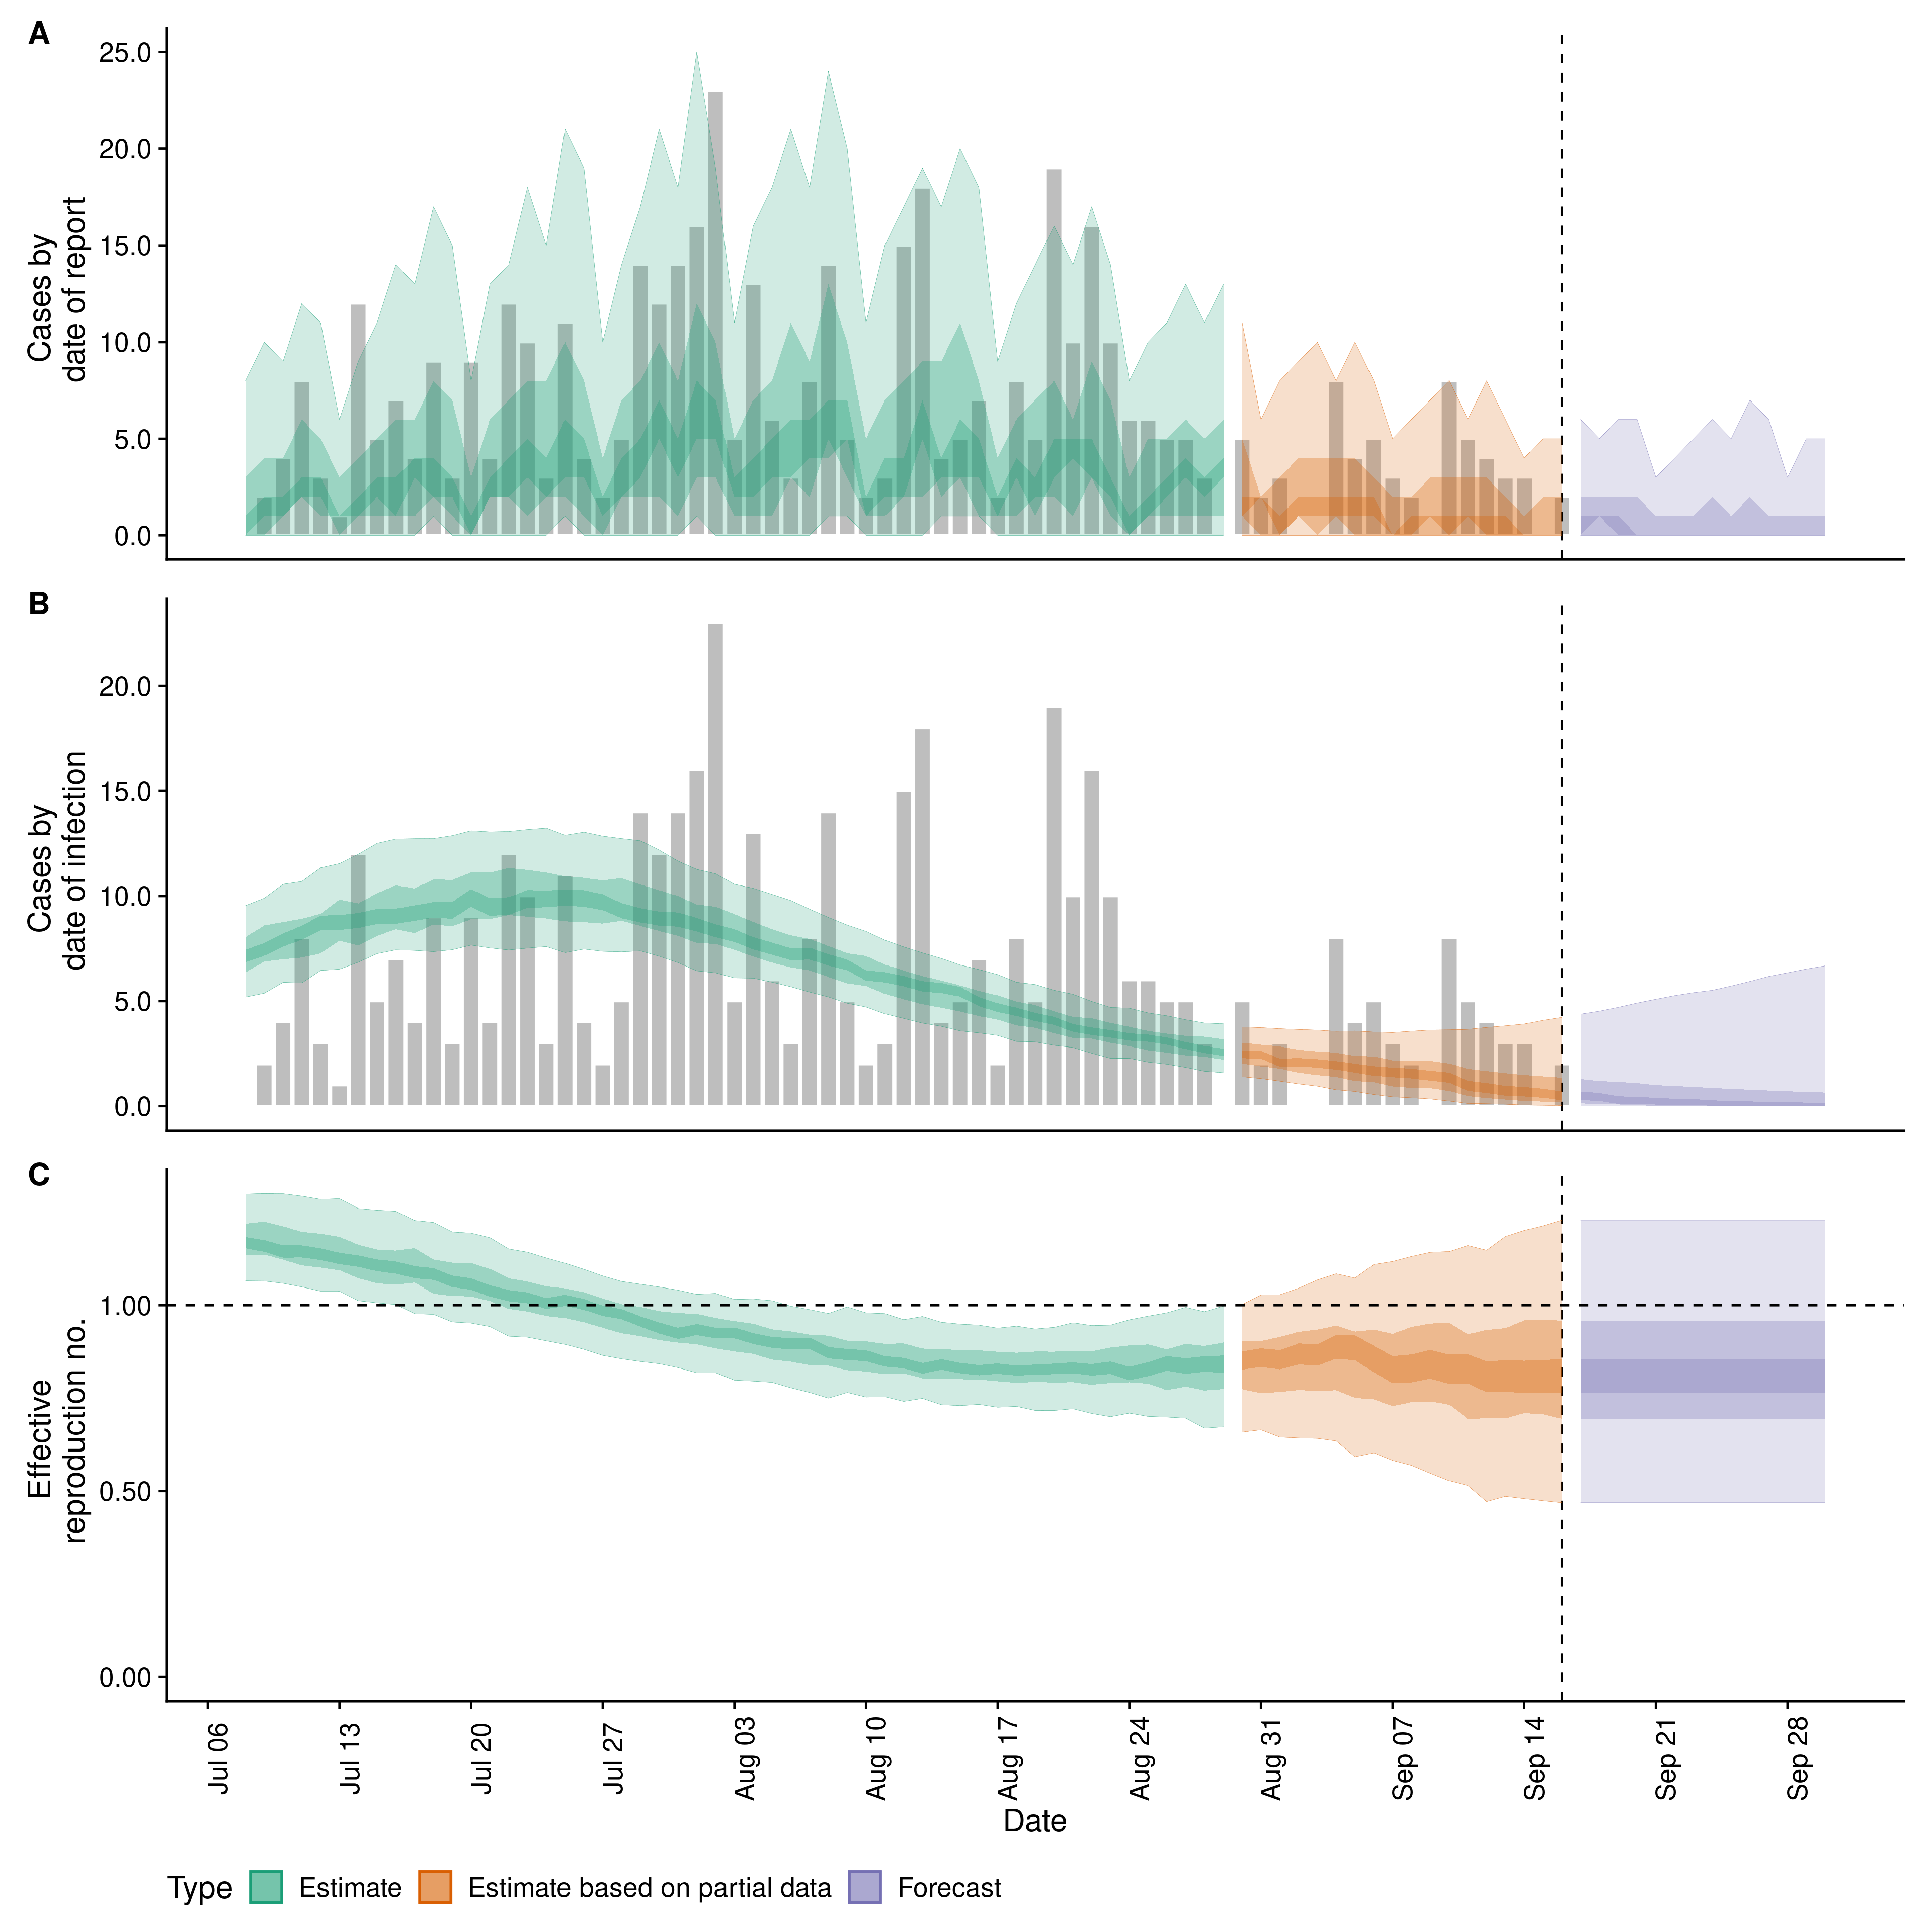 A
25.0
20.0
15.0
10.0
5.0
0.0
Cases by
date of report
B
20.0
15.0
10.0
5.0
0.0
Cases by
date of infection
C
1.00
0.50
0.00
Effective
reproduction no.
Jul 06
Jul 13
Jul 20
Jul 27
Aug 03
Aug 10
Aug 17
Aug 24
Aug 31
Sep 07
Sep 14
Sep 21
Sep 28
Date
Type Estimate Estimate based on partial data Forecast